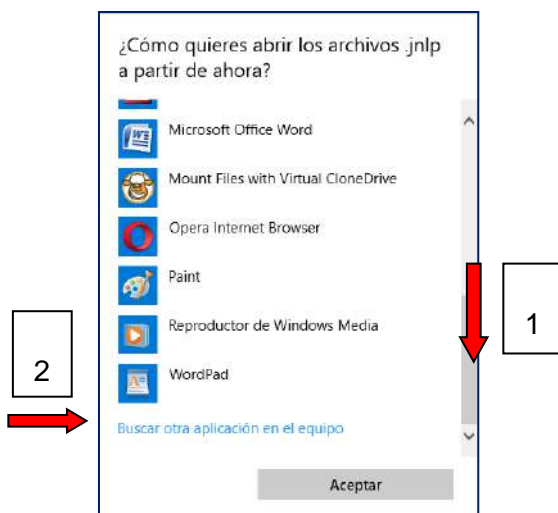 ¿Cómo quieres abrir los archivos .jnlp
a partir de ahora?
Microsoft Office Word
Mount Files with Virtual CloneDrive
Opera Internet Browser
Paint
1
Reproductor de Windows Media
2
WordPad
Buscar otra aplicación en el equipo
Aceptar